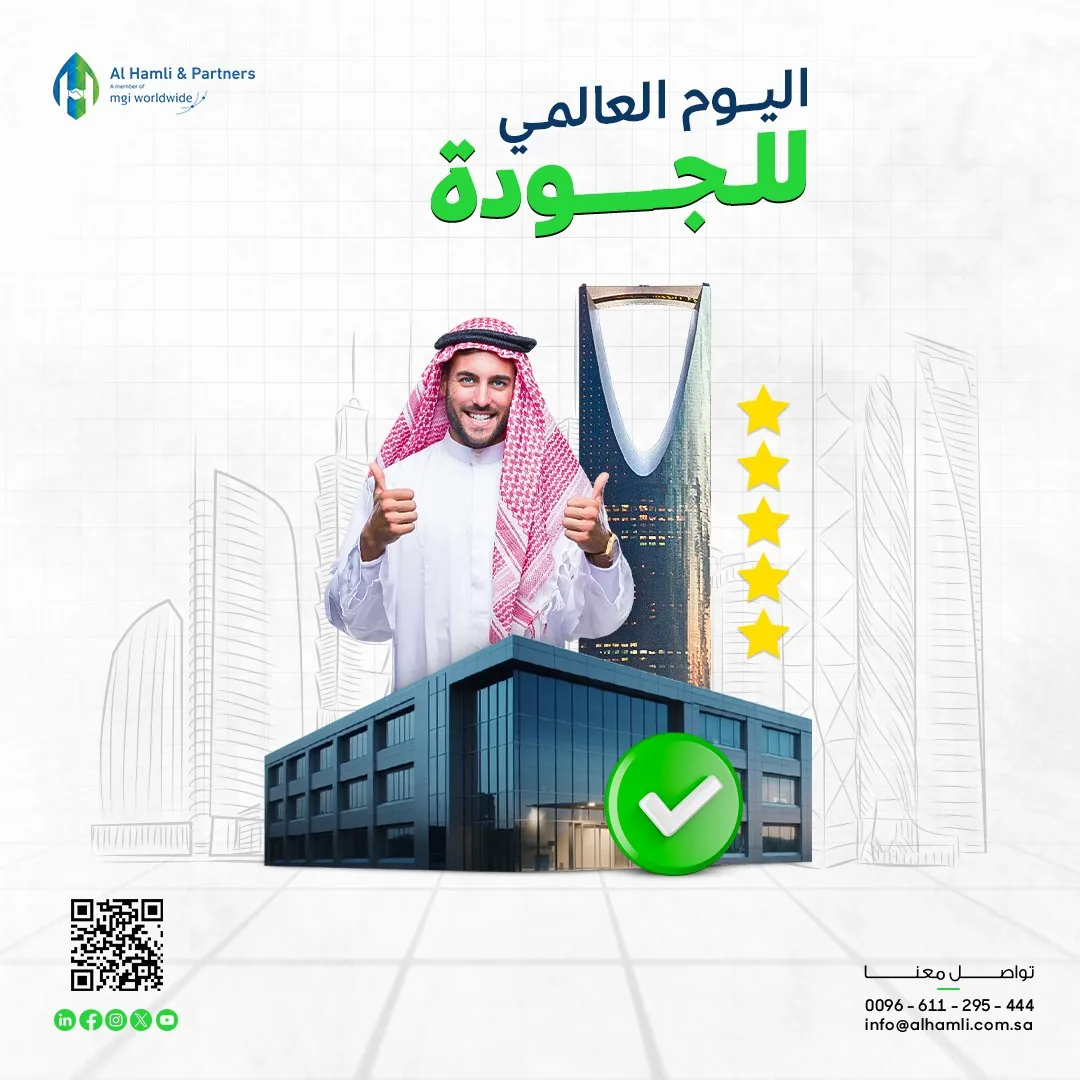 Al Hamli & Partners
A member of
mgi worldwide
اليوم العالمي
للجودة
تواصل معنا
0096 - 611 - 295 - 444
info@alhamli.com.sa